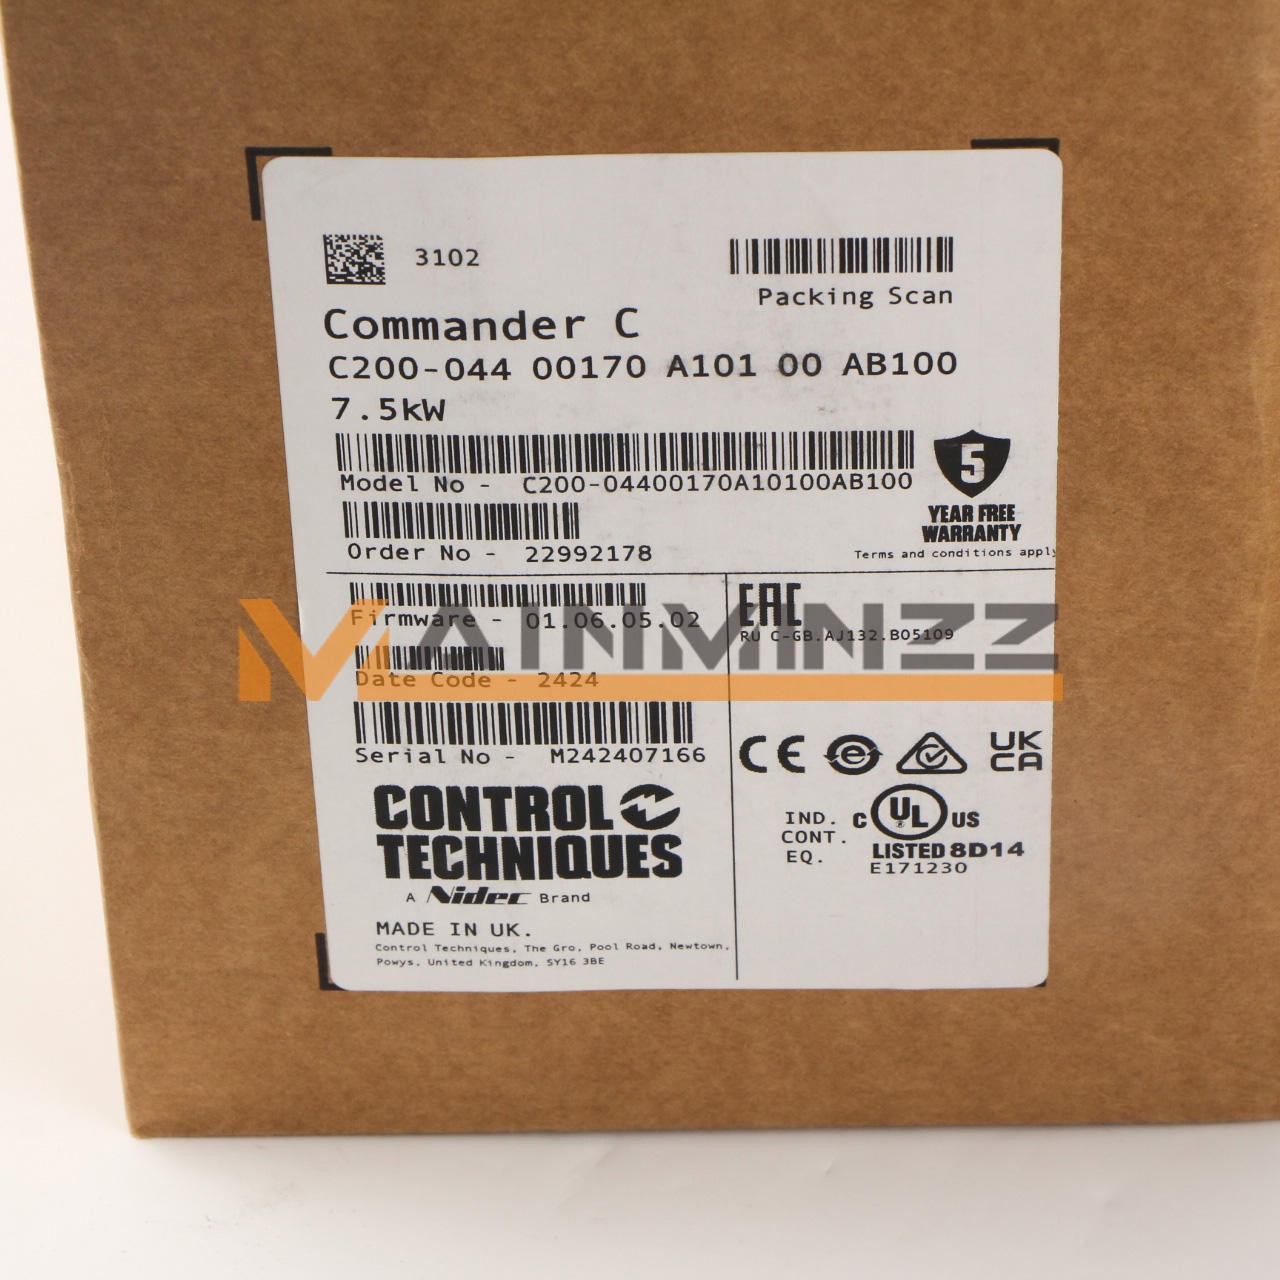 3102
Packing Scan
Commander C
C200-044 00170 A101 00 AB100
7.5kW
Model No - C200-04400170A10100AB100
5
YEAR FREE
WARRANTY
Order No - 22992178
Terms and conditions apply
Firmware - 01.06.05.02
EAC
RU C-GB.AJ132.B05109
MAINMNZZ
Date Code - 2424
Serial No - M242407166
CE
e
UK
CA
CONTROL
TECHNIQUES
A Nidec Brand
IND.
CONT.
EQ.
C UL US
®
LISTED 8D14
E171230
MADE IN UK.
Control Techniques, The Gro, Pool Road, Newtown,
Powys, United Kingdom, SY16 3BE